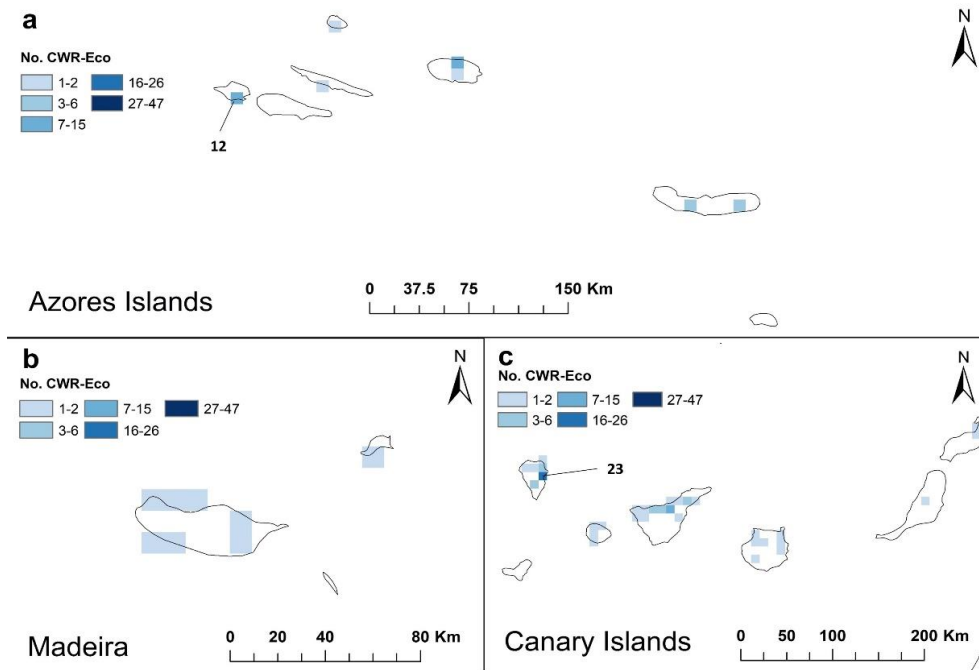 a
N
No. CWR-Eco
1-2 16-26
3-6 27-47
7-15
12
Azores Islands
0 37.5 75 150 Km
b
N
No. CWR-Eco
1-2 7-15 27-47
3-6 16-26
Madeira
0 20 40 80 Km
c
N
No. CWR-Eco
1-2 7-15 27-47
3-6 16-26
23
Canary Islands
0 50 100 200 Km